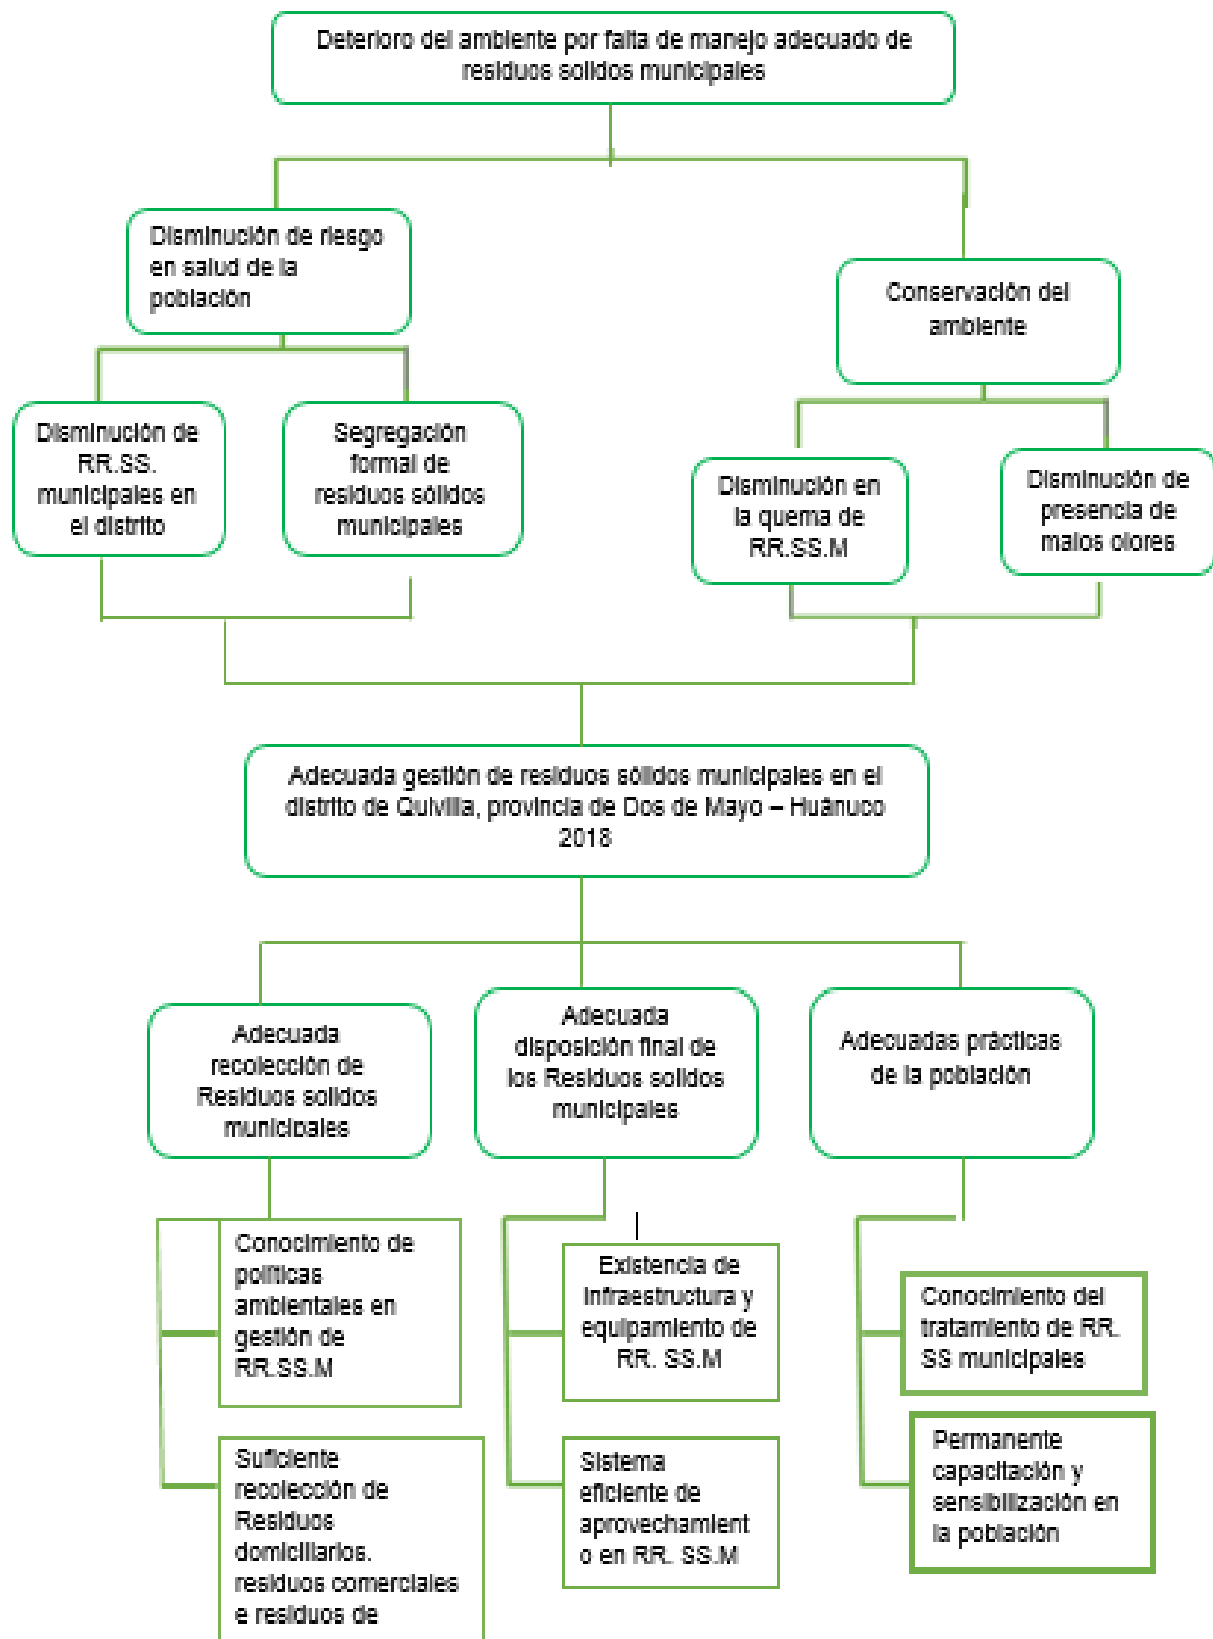 Deterioro del ambiente por falta de manejo adecuado de
residuos solidos municipales
Disminución de riesgo
en salud de la
población
Conservación del
ambiente
Disminución de
RR.SS.
municipales en
el distrito
Segregación
formal de
residuos sólidos
municipales
Disminución en
la quema de
RR.SS.M
Disminución de
presencia de
malos olores
Adecuada gestión de residuos sólidos municipales en el
distrito de Quivilla, provincia de Dos de Mayo – Huánuco
2018
Adecuada
recolección de
Residuos solidos
municipales
Adecuada
disposición final de
los Residuos solidos
municipales
Adecuadas prácticas
de la población
Conocimiento de
políticas
ambientales en
gestión de
RR.SS.M
Existencia de
infraestructura y
equipamiento de
RR. SS.M
Conocimiento del
tratamiento de RR.
SS municipales
Suficiente
recolección de
Residuos
domiciliarios.
residuos comerciales
e residuos de
Sistema
eficiente de
aprovechamient
o en RR. SS.M
Permanente
capacitación y
sensibilización en
la población